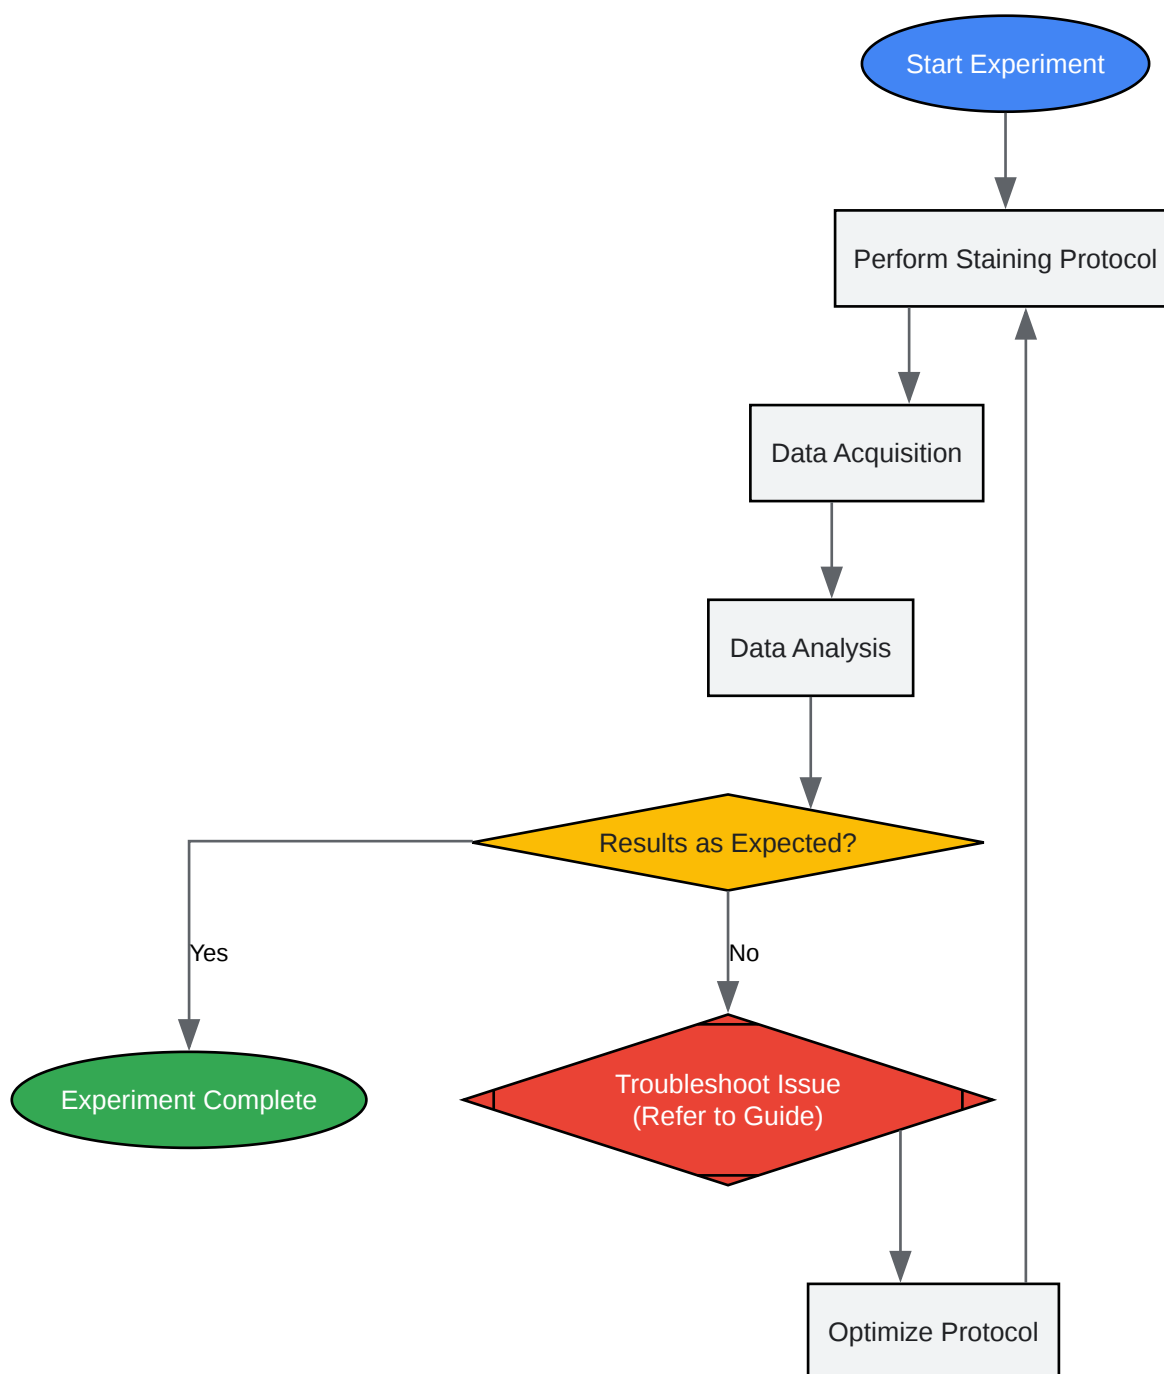 Start Experiment
Perform Staining Protocol
Data Acquisition
Data Analysis
Results as Expected?
Yes
No
Experiment Complete
Troubleshoot Issue
(Refer to Guide)
Optimize Protocol